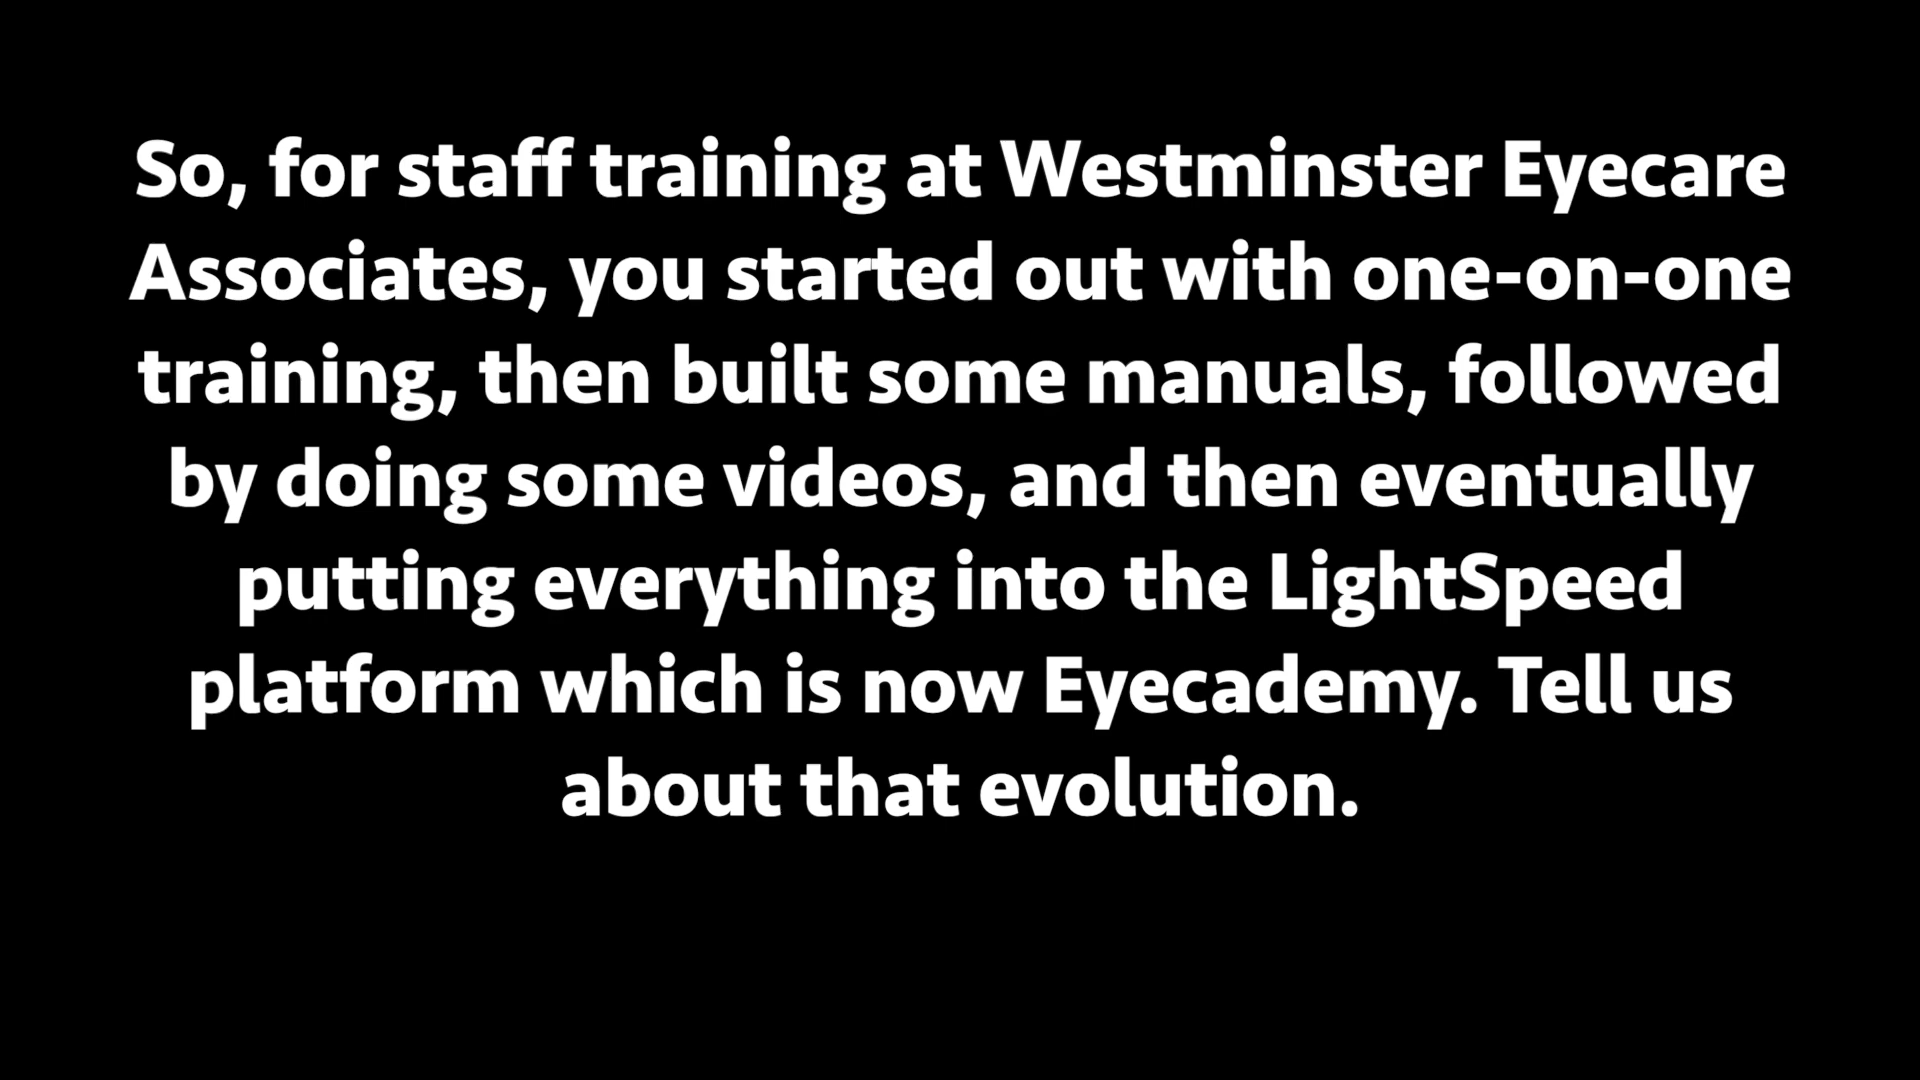 So, for staff training at Westminster Eyecare
Associates, you started out with one-on-one
training, then built some manuals, followed
by doing some videos, and then eventually
putting everything into the LightSpeed
platform which is now Eyecademy. Tell us
about that evolution.